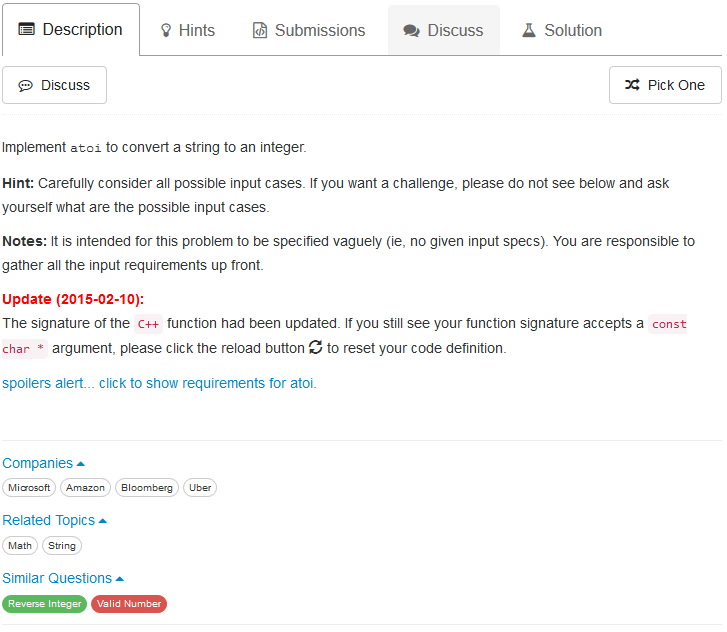 Description Hints Submissions Discuss Solution
Discuss Pick One
Implement atoi to convert a string to an integer.
Hint: Carefully consider all possible input cases. If you want a challenge, please do not see below and ask
yourself what are the possible input cases.
Notes: It is intended for this problem to be specified vaguely (ie, no given input specs). You are responsible to
gather all the input requirements up front.
Update (2015-02-10):
The signature of the C++ function had been updated. If you still see your function signature accepts a const
char * argument, please click the reload button to reset your code definition.
spoilers alert... click to show requirements for atoi.
Companies
Microsoft Amazon Bloomberg Uber
Related Topics
Math String
Similar Questions
Reverse Integer Valid Number